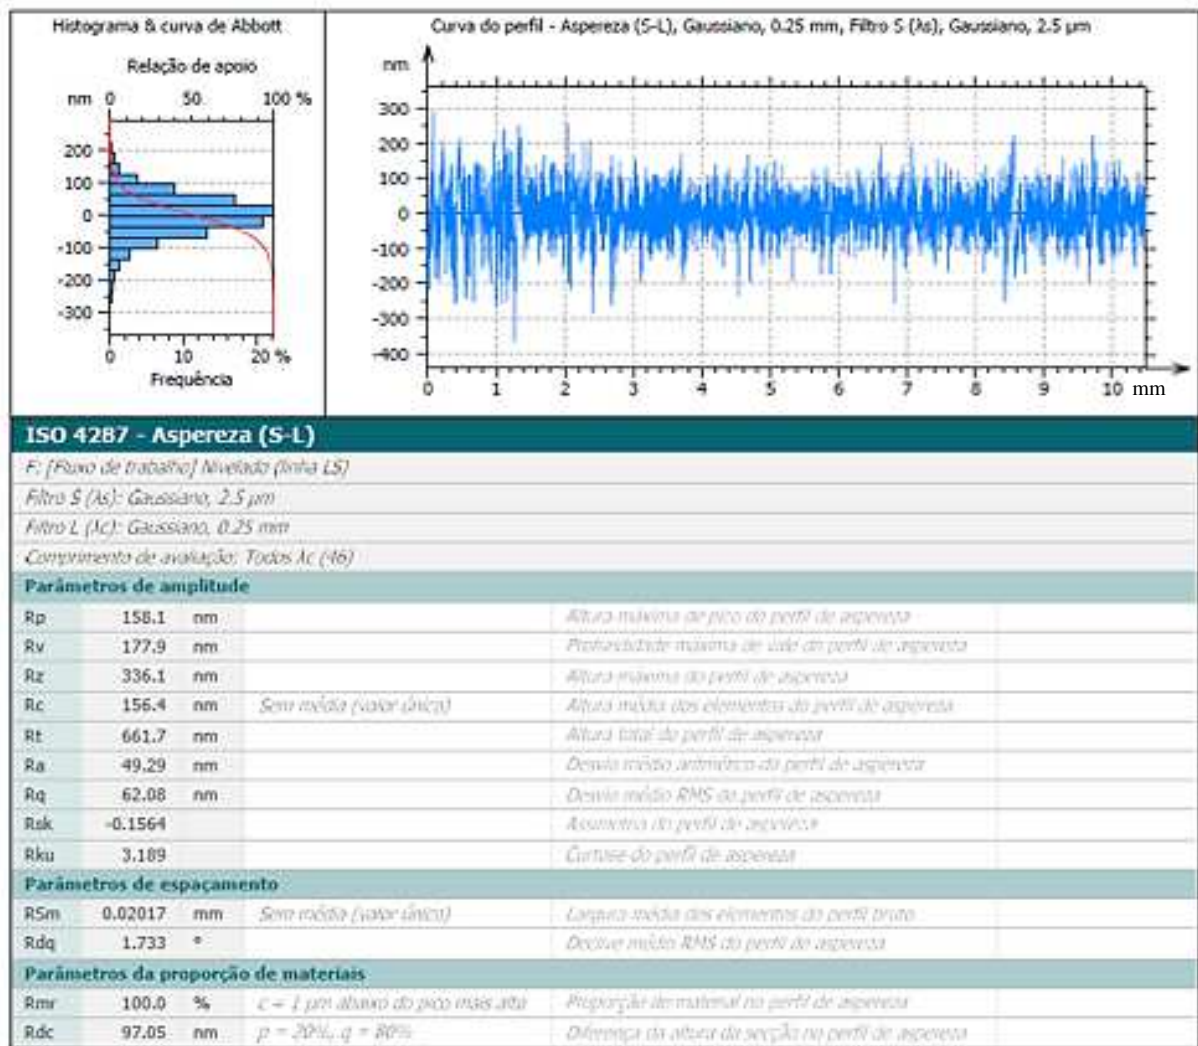 Histograma & curva de Abbott
Relação de apoio
nm 0 50 100 %
200
100
0
-100
-200
-300
0 10 20 %
Frequência
Curva do perfil - Aspereza (S-L), Gaussiano, 0.25 mm, Filtro S (λs), Gaussiano, 2.5 µm
nm
300
200
100
0
-100
-200
-300
-400
0 1 2 3 4 5 6 7 8 9 10 mm
ISO 4287 - Aspereza (S-L)
F: [Fluxo de trabalho] Nivelado (linha LS)
Filtro S (λs): Gaussiano, 2.5 µm
Filtro L (λc): Gaussiano, 0.25 mm
Comprimento de avaliação: Todos λc (46)
Parâmetros de amplitude
Rp 158.1 nm Altura máxima de pico do perfil de aspereza
Rv 177.9 nm Profundidade máxima de vale do perfil de aspereza
Rz 336.1 nm Altura máxima do perfil de aspereza
Rc 156.4 nm Sem média (valor único) Altura média dos elementos do perfil de aspereza
Rt 661.7 nm Altura total do perfil de aspereza
Ra 49.29 nm Desvio médio aritmético do perfil de aspereza
Rq 62.08 nm Desvio médio RMS do perfil de aspereza
Rsk -0.1564 Assimetria do perfil de aspereza
Rku 3.189 Curtose do perfil de aspereza
Parâmetros de espaçamento
RSm 0.02017 mm Sem média (valor único) Largura média dos elementos do perfil bruto
Rdq 1.733 ° Declive médio RMS do perfil de aspereza
Parâmetros da proporção de materiais
Rmr 100.0 % c = 1 µm abaixo do pico mais alto Proporção de material no perfil de aspereza
Rdc 97.05 nm p = 20%, q = 80% Diferença da altura da secção no perfil de aspereza